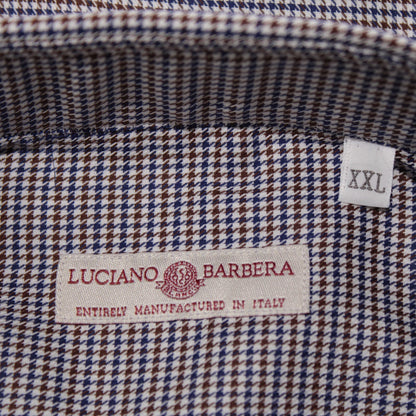 XXL
LUCIANO BARBERA
ENTIRELY MANUFACTURED IN ITALY